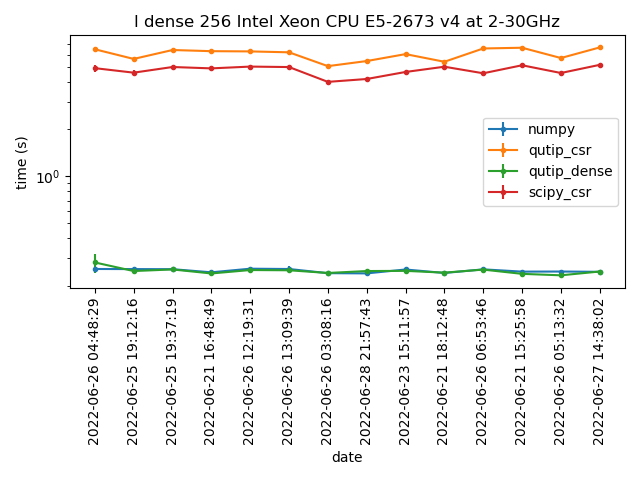 l dense 256 Intel Xeon CPU E5-2673 v4 at 2-30GHz
time (s)
10⁰
numpy
qutip_csr
qutip_dense
scipy_csr
2022-06-26 04:48:29
2022-06-25 19:12:16
2022-06-25 19:37:19
2022-06-21 16:48:49
2022-06-26 12:19:31
2022-06-26 13:09:39
2022-06-26 03:08:16
2022-06-28 21:57:43
2022-06-23 15:11:57
2022-06-21 18:12:48
2022-06-26 06:53:46
2022-06-21 15:25:58
2022-06-26 05:13:32
2022-06-27 14:38:02
date